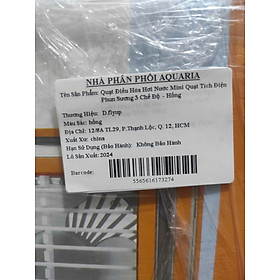 NHÀ PHÂN PHỐI AQUARIA
Tên Sản Phẩm: Quạt Điều Hòa Hơi Nước Mini Quạt Tích Điện
Phun Sương 3 Chế Độ - Hồng
Thương Hiệu: D.flyup
Màu Sắc: hồng
Địa Chỉ: 12/8A TL29, P.Thạnh Lộc, Q. 12, HCM
Xuất Xứ: china
Hạn Sử Dụng (Bảo Hành): Không Bảo Hành
Lô Sản Xuất: 2024
Barcode:
5565616173274